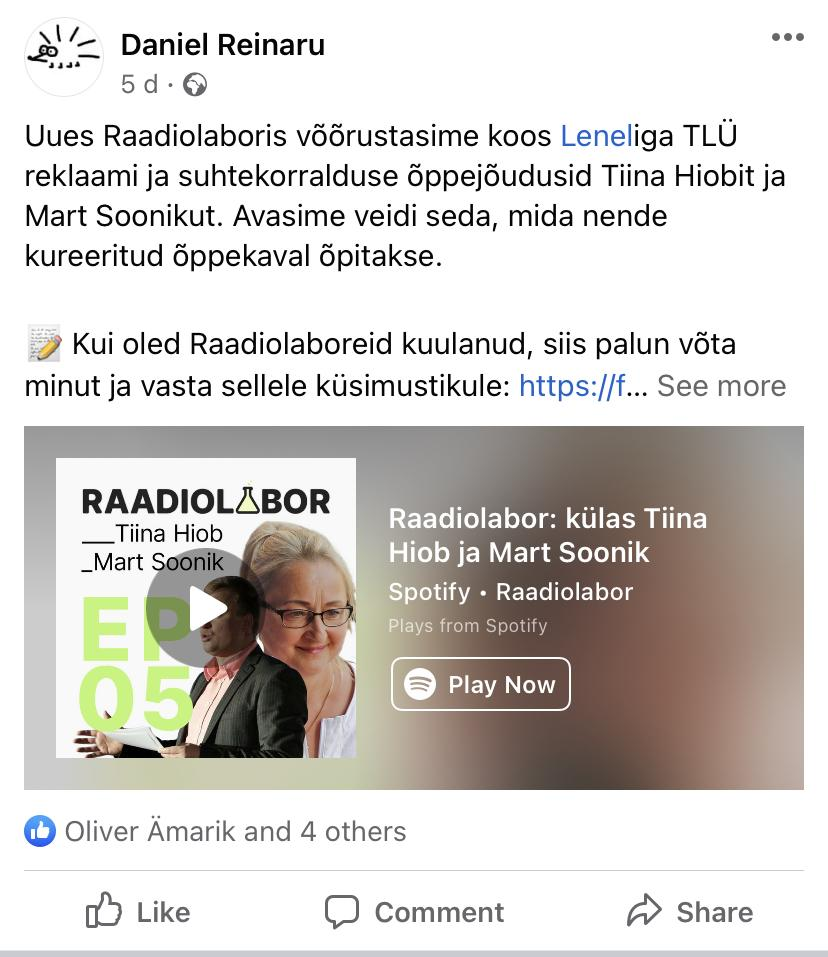 Daniel Reinaru
5 d ·
Uues Raadiolaboris võõrustasime koos Leneliga TLÜ
reklaami ja suhtekorralduse õppejõudusid Tiina Hiobit ja
Mart Soonikut. Avasime veidi seda, mida nende
kureeritud õppekaval õpitakse.
📝 Kui oled Raadiolaboreid kuulanud, siis palun võta
minut ja vasta sellele küsimustikule: https://f... See more
RAADIOLABOR
___Tiina Hiob
_Mart Soonik
EP
05
Raadiolabor: külas Tiina
Hiob ja Mart Soonik
Spotify • Raadiolabor
Plays from Spotify
Play Now
Oliver Ämarik and 4 others
Like Comment Share